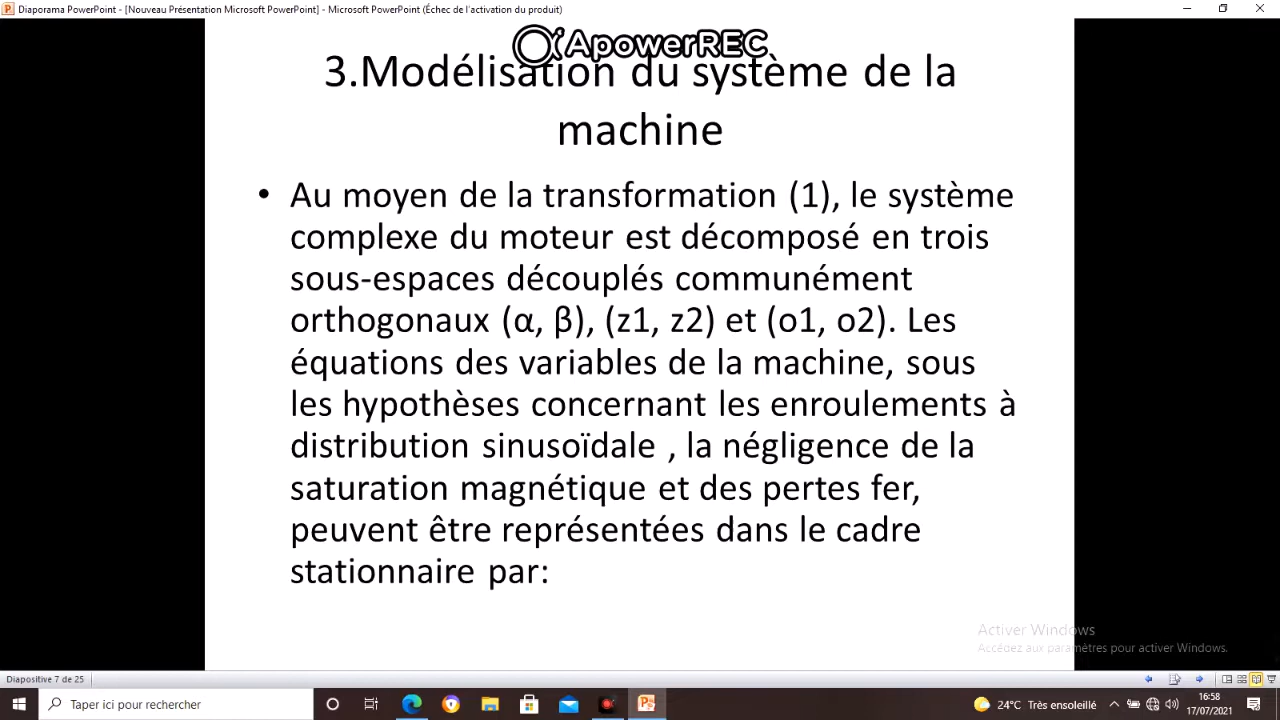 Diaporama PowerPoint - [Nouveau Présentation Microsoft PowerPoint] - Microsoft PowerPoint (Échec de l'activation du produit)
ApowerREC
3.Modélisation du système de la
machine
• Au moyen de la transformation (1), le système
complexe du moteur est décomposé en trois
sous-espaces découplés communément
orthogonaux (α, β), (z1, z2) et (o1, o2). Les
équations des variables de la machine, sous
les hypothèses concernant les enroulements à
distribution sinusoïdale , la négligence de la
saturation magnétique et des pertes fer,
peuvent être représentées dans le cadre
stationnaire par:
Activer Windows
Accédez aux paramètres pour activer Windows.
Diapositive 7 de 25
Taper ici pour rechercher
24°C Très ensoleillé
16:58
17/07/2021